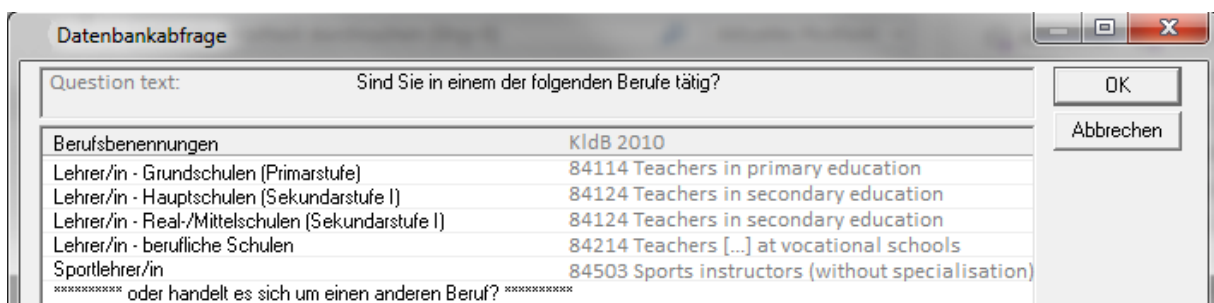 Datenbankabfrage
Question text: Sind Sie in einem der folgenden Berufe tätig?
OK
Abbrechen
Berufsbenennungen KldB 2010
Lehrer/in - Grundschulen (Primarstufe) 84114 Teachers in primary education
Lehrer/in - Hauptschulen (Sekundarstufe I) 84124 Teachers in secondary education
Lehrer/in - Real-/Mittelschulen (Sekundarstufe I) 84124 Teachers in secondary education
Lehrer/in - berufliche Schulen 84214 Teachers [...] at vocational schools
Sportlehrer/in 84503 Sports instructors (without specialisation)
********** oder handelt es sich um einen anderen Beruf? **********